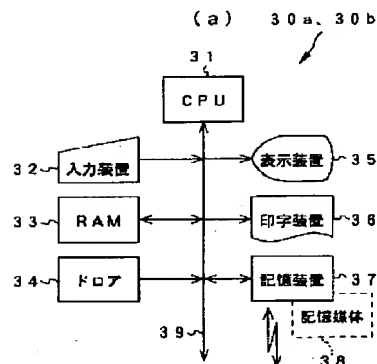 (a) 30a、30b
31
CPU
32 入力装置 表示装置 35
33 RAM 印字装置 36
34 ドロア 記憶装置 37
39 記憶媒体
38